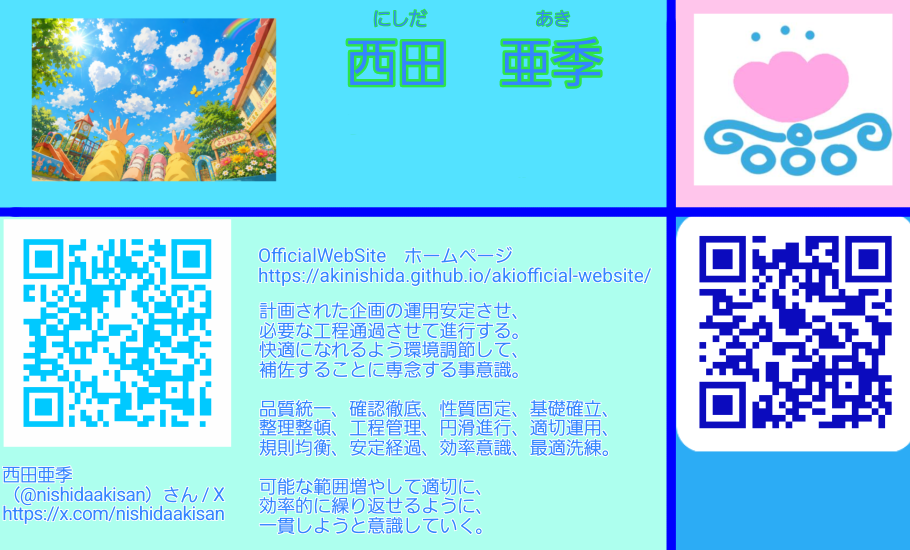 にしだ　あき
西田　亜季
OfficialWebSite　ホームページ
https://akinishida.github.io/akiofficial-website/
計画された企画の運用安定させ、
必要な工程通過させて進行する。
快適になれるよう環境調節して、
補佐することに専念する事意識。
品質統一、確認徹底、性質固定、基礎確立、
整理整頓、工程管理、円滑進行、適切運用、
規則均衡、安定経過、効率意識、最適洗練。
可能な範囲増やして適切に、
効率的に繰り返せるように、
一貫しようと意識していく。
西田亜季
（@nishidaakisan）さん / X
https://x.com/nishidaakisan